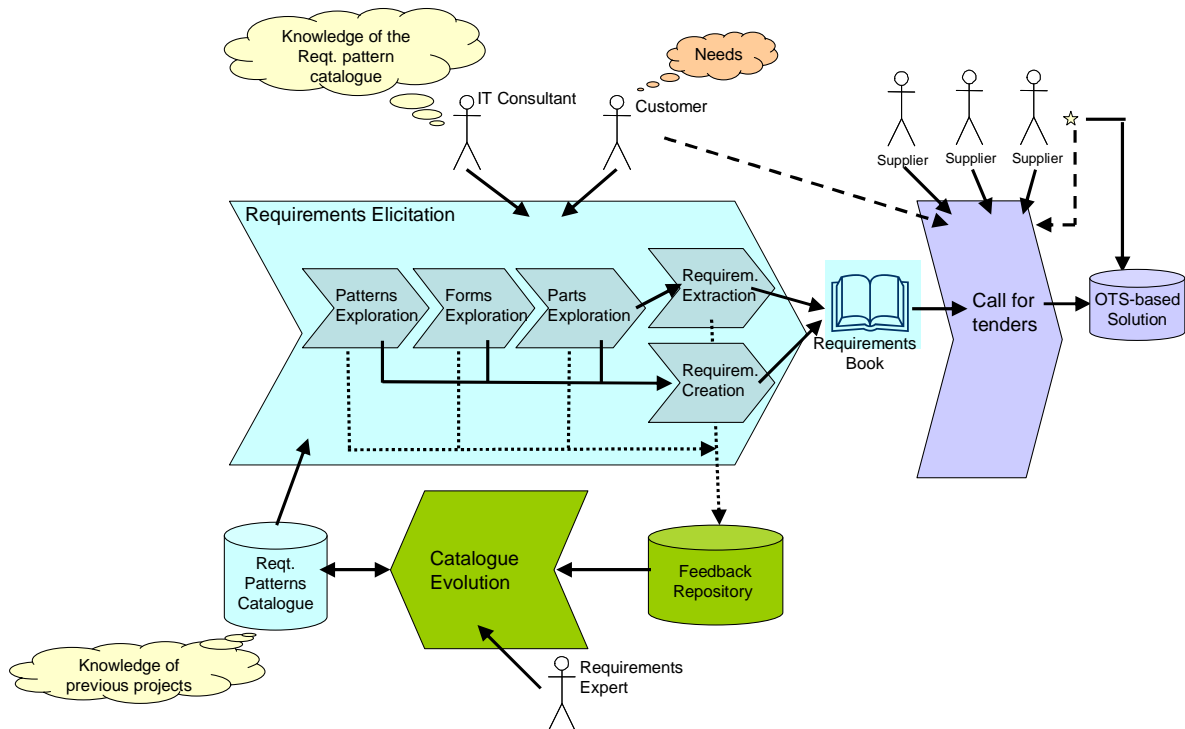 Knowledge of the
Reqt. pattern
catalogue
Needs
IT Consultant
Customer
Supplier
Supplier
Supplier
Requirements Elicitation
Patterns
Exploration
Forms
Exploration
Parts
Exploration
Requirem.
Extraction
Requirem.
Creation
Requirements
Book
Call for
tenders
OTS-based
Solution
Reqt.
Patterns
Catalogue
Catalogue
Evolution
Feedback
Repository
Knowledge of
previous projects
Requirements
Expert